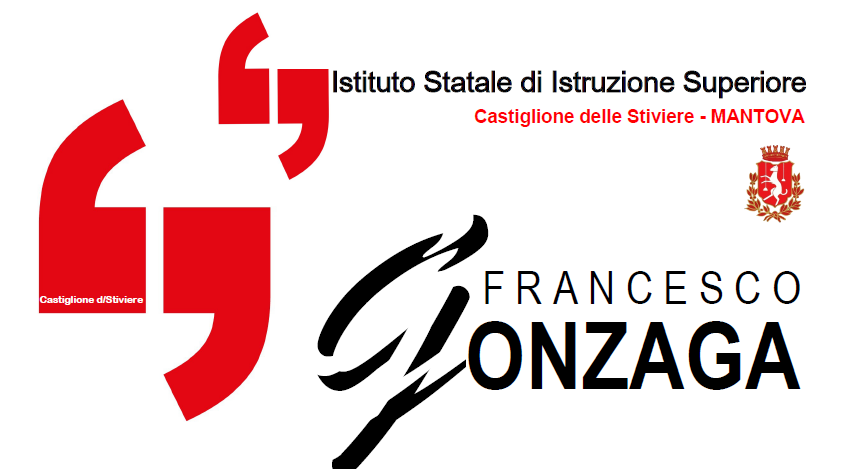 Istituto Statale di Istruzione Superiore
Castiglione delle Stiviere - MANTOVA
Castiglione d/Stiviere
FRANCESCO
GONZAGA